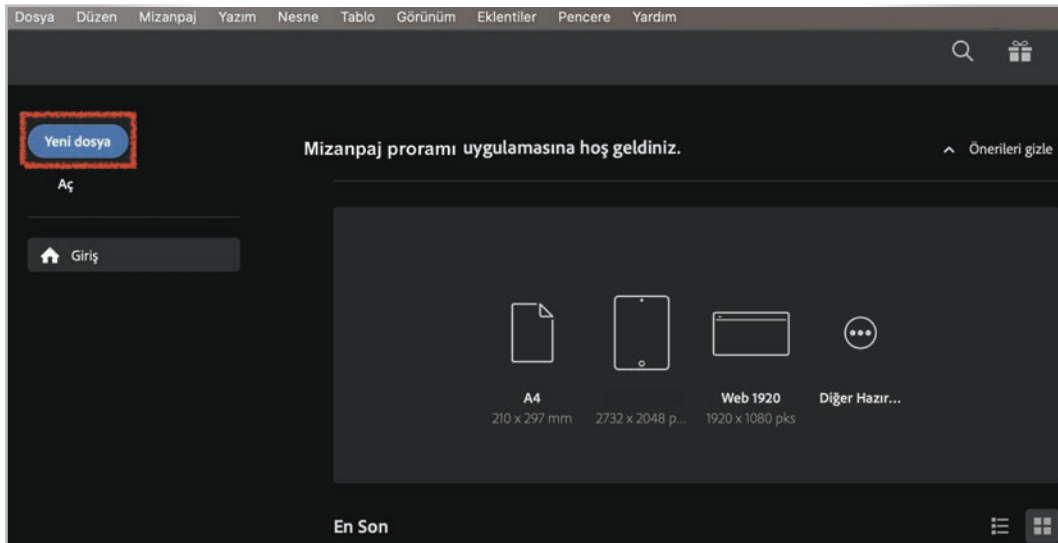 Dosya Düzen Mizanpaj Yazım Nesne Tablo Görünüm Eklentiler Pencere Yardım
Yeni dosya
Mizanpaj proramı uygulamasına hoş geldiniz.
Önerileri gizle
Aç
Giriş
A4
210 x 297 mm
2732 x 2048 p...
Web 1920
1920 x 1080 pks
Diğer Hazır...
En Son